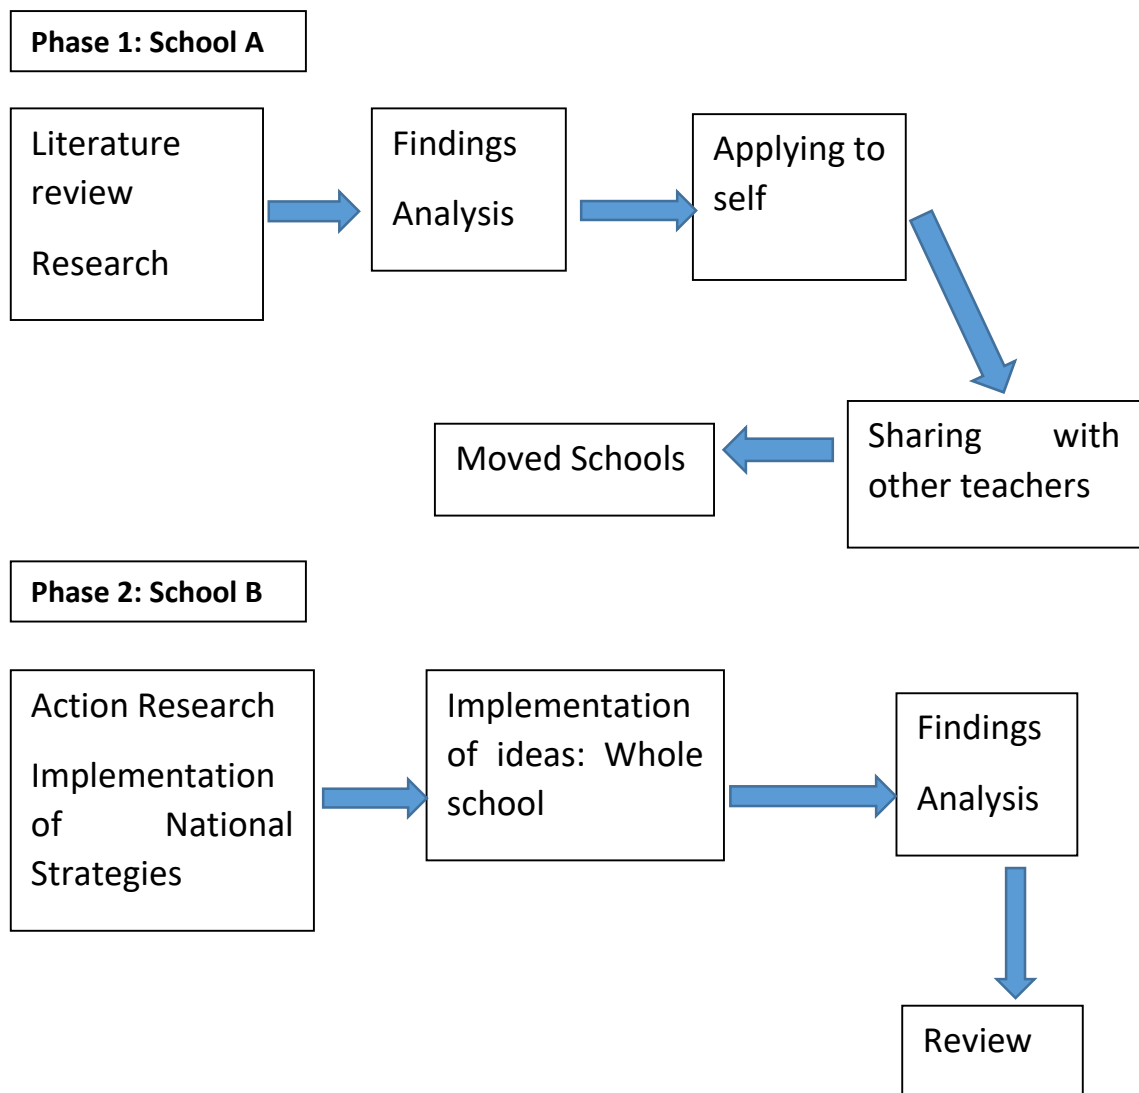 Phase 1: School A
Literature
review
Research
Findings
Analysis
Applying to
self
Sharing with
other teachers
Moved Schools
Phase 2: School B
Action Research
Implementation
of National
Strategies
Implementation
of ideas: Whole
school
Findings
Analysis
Review